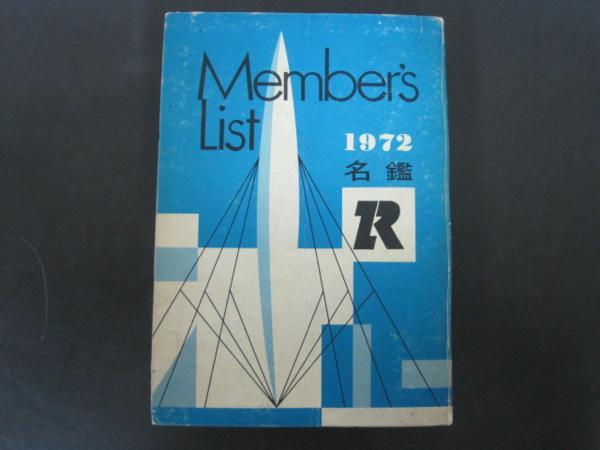 Member's
List
1972
名鑑
R